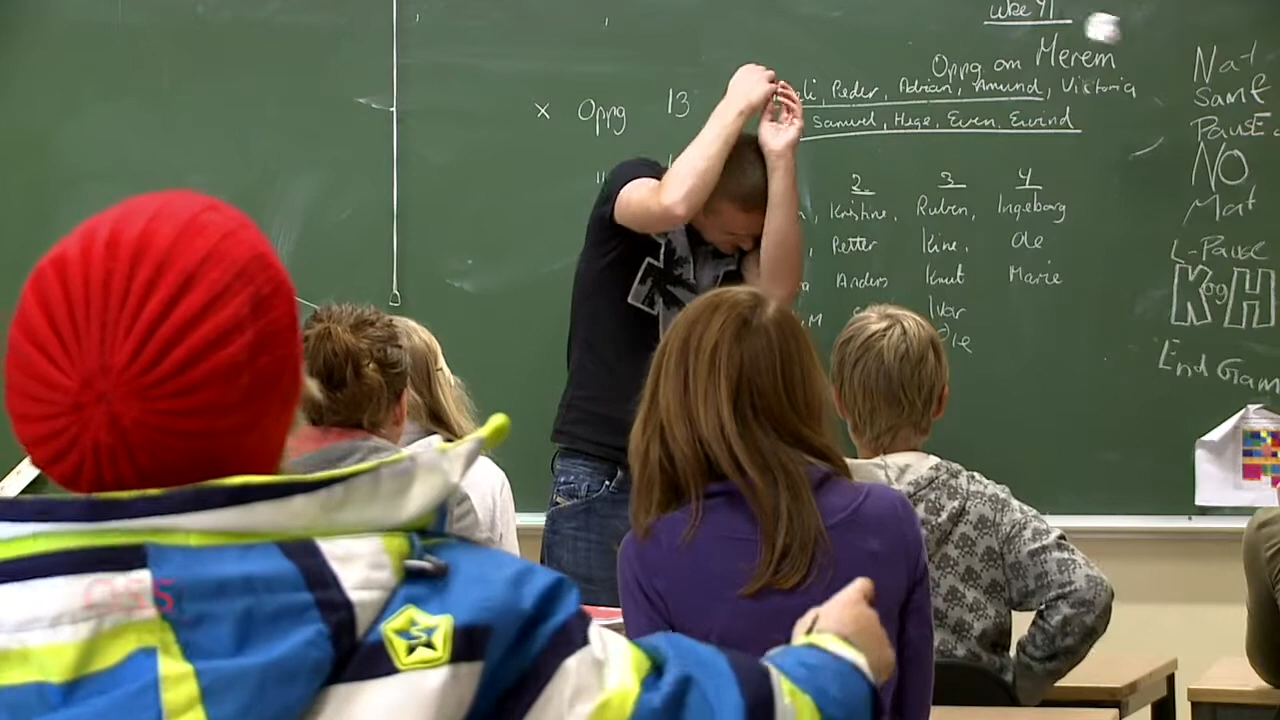 Uke 41
Oppg om Merem
Peder, Adrian, Amund, Victoria
Samuel, Hege, Even, Eivind
x Oppg 13
"
2. 3 4
Kristine, Ruben, Ingeborg
Petter Kine, Ole
Anders Knut Marie
Ivar
Nat
Samf
Pause
NO
Mat
L-Pause
K og H
End Gam